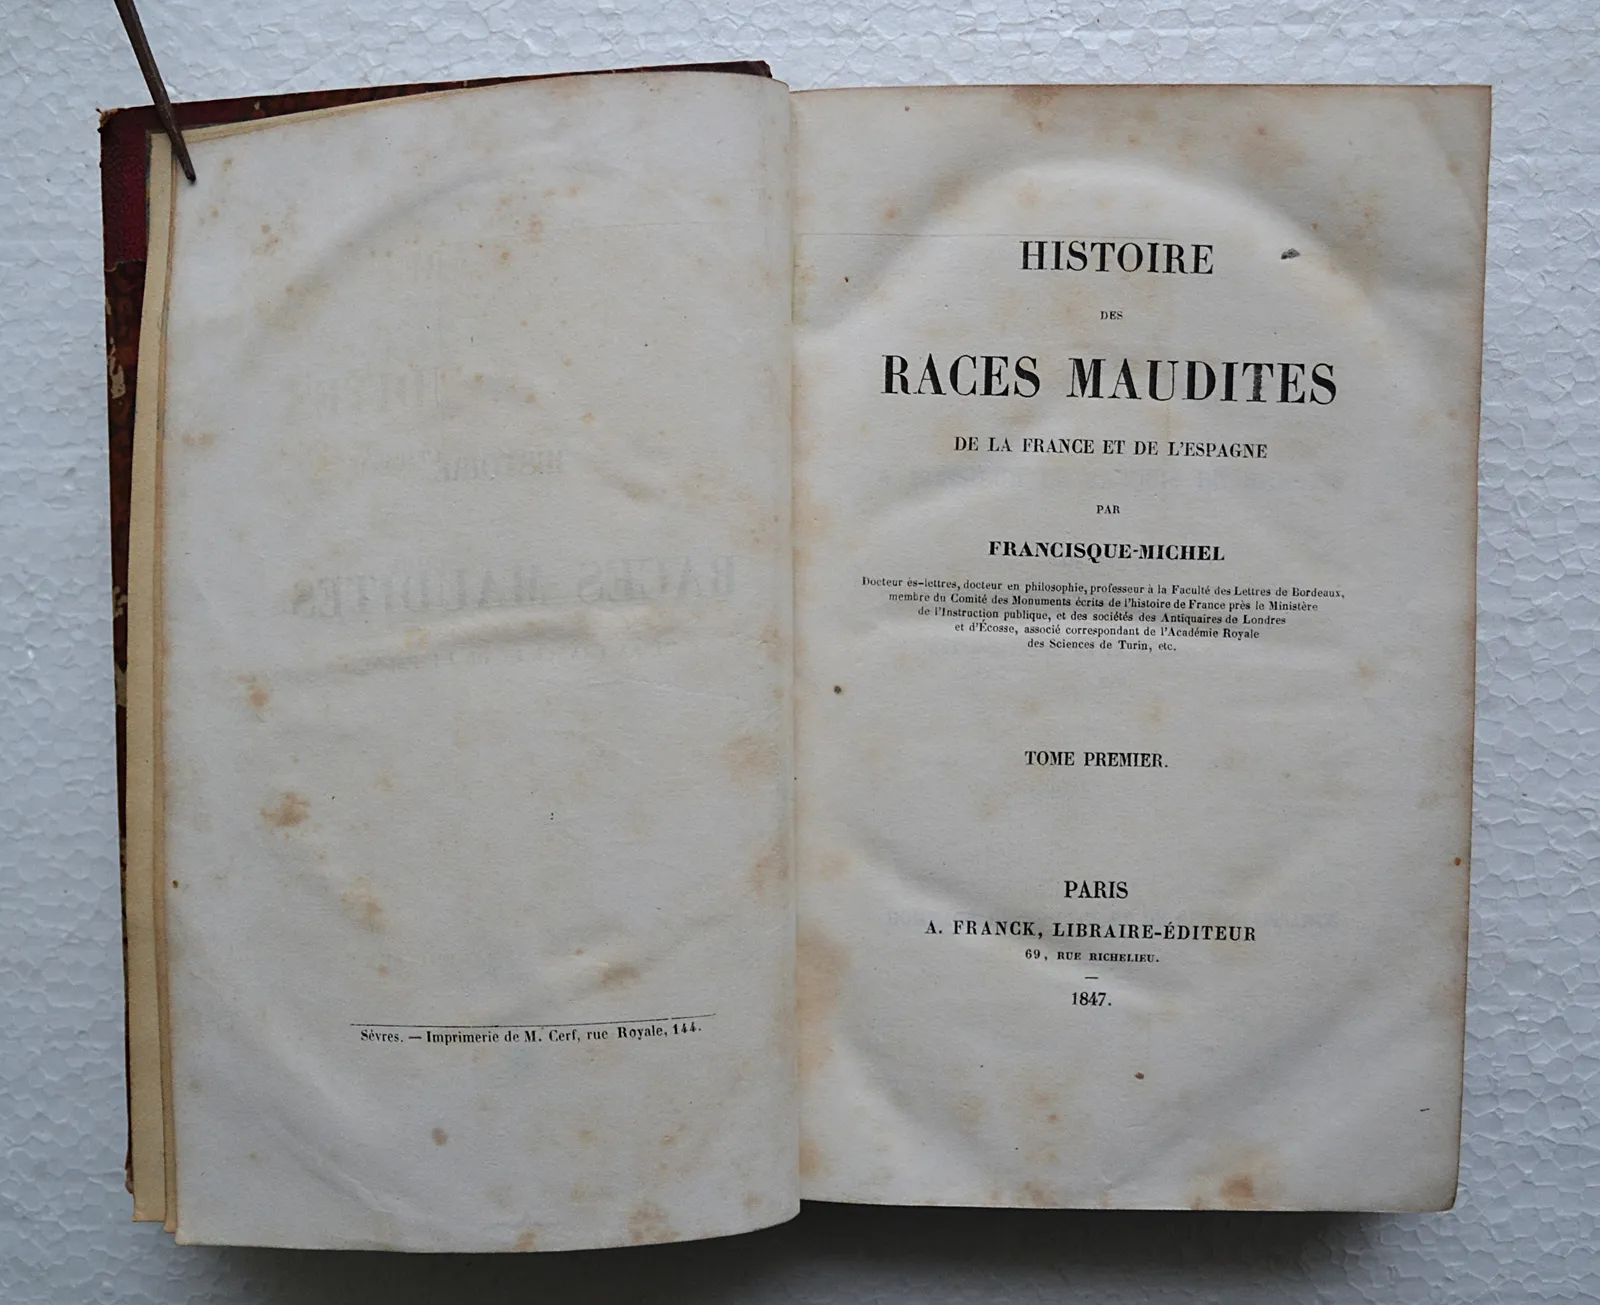 Sèvres. — Imprimerie de M. Cerf, rue Royale, 144.
HISTOIRE
DES
RACES MAUDITES
DE LA FRANCE ET DE L'ESPAGNE
PAR
FRANCISQUE-MICHEL
Docteur ès-lettres, docteur en philosophie, professeur à la Faculté des Lettres de Bordeaux,
membre du Comité des Monuments écrits de l'histoire de France près le Ministère
de l'Instruction publique, et des sociétés des Antiquaires de Londres
et d'Écosse, associé correspondant de l'Académie Royale
des Sciences de Turin, etc.
TOME PREMIER.
PARIS
A. FRANCK, LIBRAIRE-ÉDITEUR
69, RUE RICHELIEU.
—
1847.